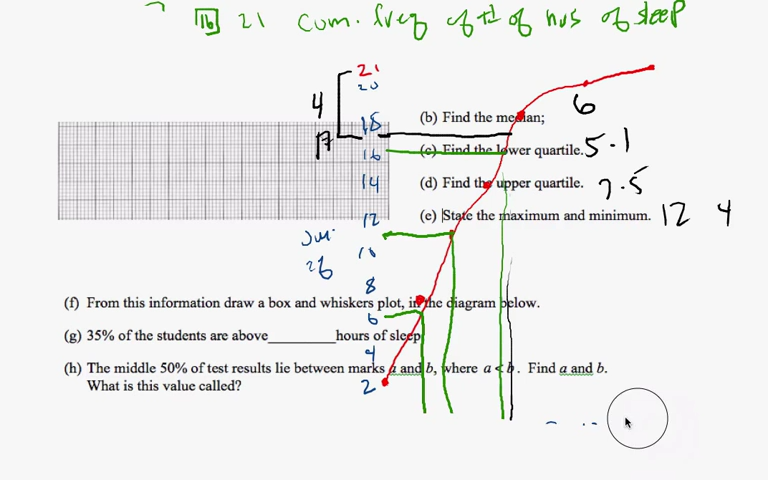 1b 21 cum. freq of # of hrs of sleep
21
4 20
18 (b) Find the median; 6
17
16 (c) Find the lower quartile. 5.1
14 (d) Find the upper quartile. 7.5
12 (e) State the maximum and minimum. 12 4
10
8
(f) From this information draw a box and whiskers plot, in the diagram below.
6
(g) 35% of the students are above________hours of sleep
4
(h) The middle 50% of test results lie between marks a and b, where a < b. Find a and b.
What is this value called? 2